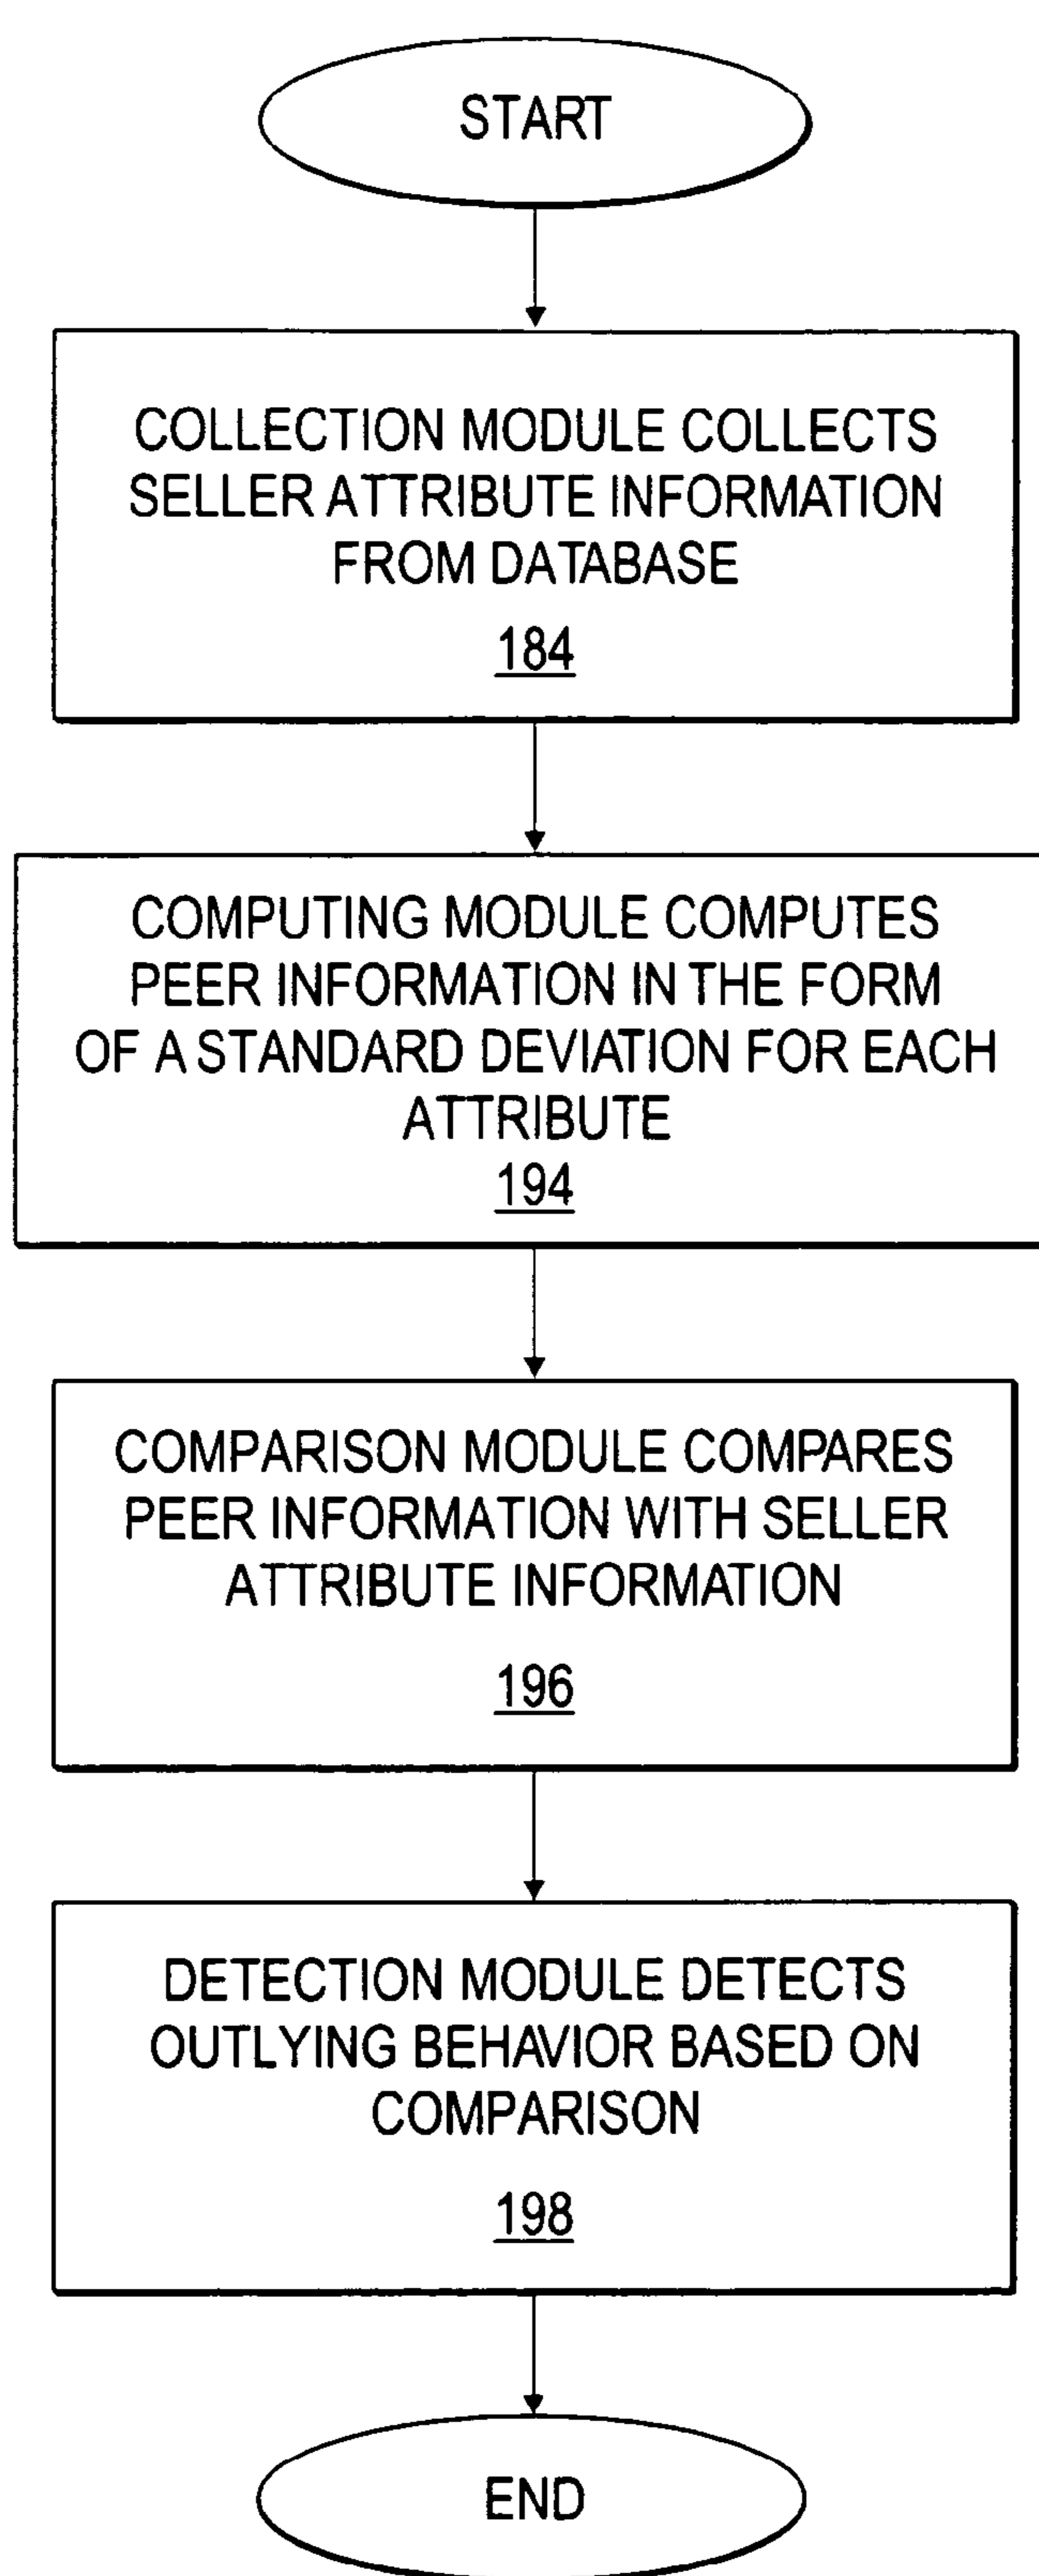 START
COLLECTION MODULE COLLECTS
SELLER ATTRIBUTE INFORMATION
FROM DATABASE
184
COMPUTING MODULE COMPUTES
PEER INFORMATION IN THE FORM
OF A STANDARD DEVIATION FOR EACH
ATTRIBUTE
194
COMPARISON MODULE COMPARES
PEER INFORMATION WITH SELLER
ATTRIBUTE INFORMATION
196
DETECTION MODULE DETECTS
OUTLYING BEHAVIOR BASED ON
COMPARISON
198
END